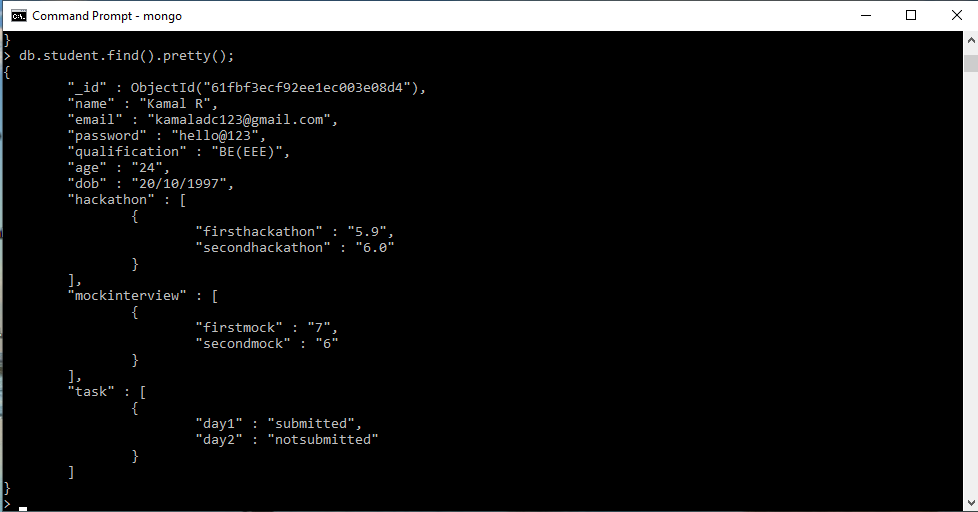 Command Prompt - mongo
}
> db.student.find().pretty();
{
        "_id" : ObjectId("61fbf3ecf92ee1ec003e08d4"),
        "name" : "Kamal R",
        "email" : "kamaladc123@gmail.com",
        "password" : "hello@123",
        "qualification" : "BE(EEE)",
        "age" : "24",
        "dob" : "20/10/1997",
        "hackathon" : [
                {
                        "firsthackathon" : "5.9",
                        "secondhackathon" : "6.0"
                }
        ],
        "mockinterview" : [
                {
                        "firstmock" : "7",
                        "secondmock" : "6"
                }
        ],
        "task" : [
                {
                        "day1" : "submitted",
                        "day2" : "notsubmitted"
                }
        ]
}
>